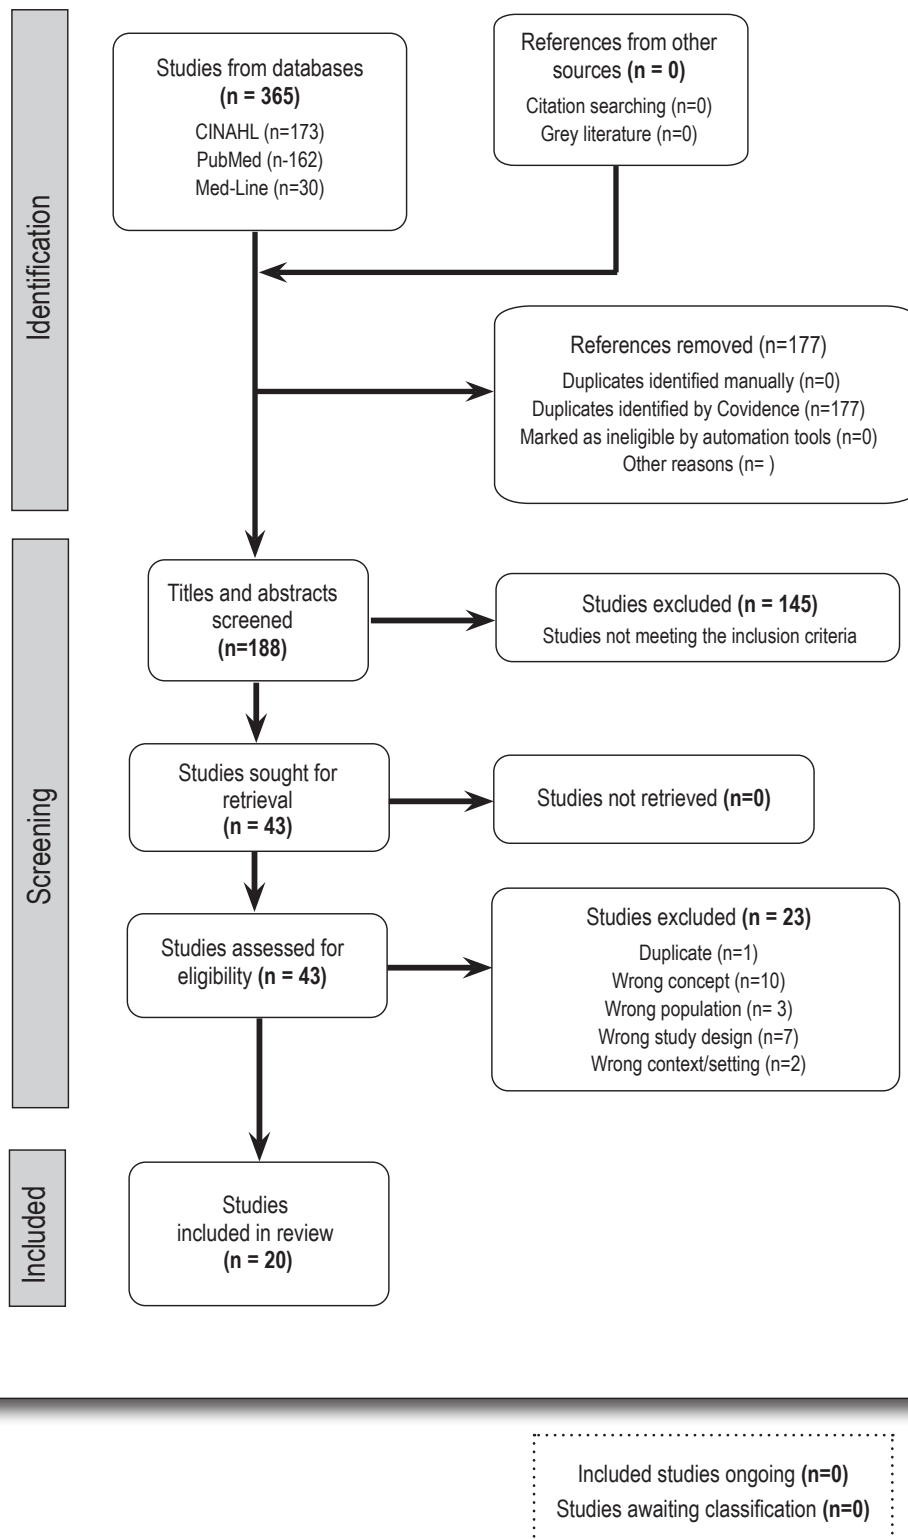 Identification
Studies from databases
(n = 365)
CINAHL (n=173)
PubMed (n-162)
Med-Line (n=30)
References from other
sources (n = 0)
Citation searching (n=0)
Grey literature (n=0)
References removed (n=177)
Duplicates identified manually (n=0)
Duplicates identified by Covidence (n=177)
Marked as ineligible by automation tools (n=0)
Other reasons (n= )
Screening
Titles and abstracts
screened
(n=188)
Studies excluded (n = 145)
Studies not meeting the inclusion criteria
Studies sought for
retrieval
(n = 43)
Studies not retrieved (n=0)
Studies assessed for
eligibility (n = 43)
Studies excluded (n = 23)
Duplicate (n=1)
Wrong concept (n=10)
Wrong population (n= 3)
Wrong study design (n=7)
Wrong context/setting (n=2)
Included
Studies
included in review
(n = 20)
Included studies ongoing (n=0)
Studies awaiting classification (n=0)